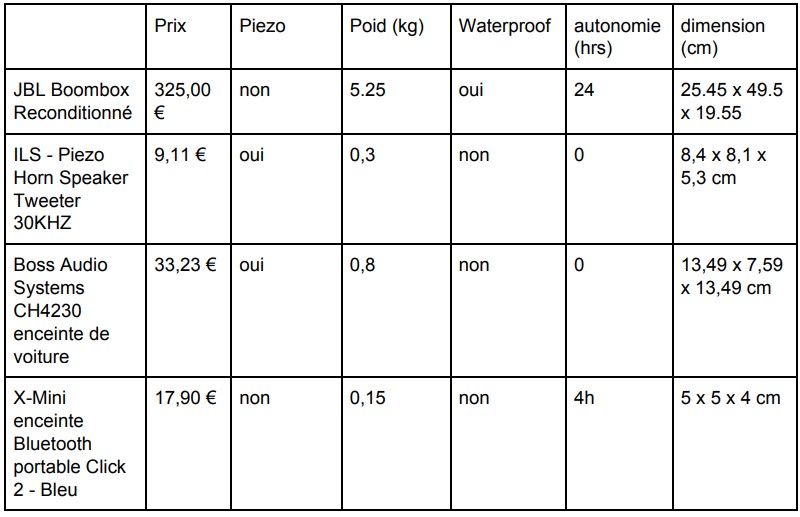 Prix Piezo Poid (kg) Waterproof autonomie dimension
(hrs) (cm)
JBL Boombox 325,00 non 5.25 oui 24 25.45 x 49.5
Reconditionné € x 19.55
ILS - Piezo 9,11 € oui 0,3 non 0 8,4 x 8,1 x
Horn Speaker 5,3 cm
Tweeter
30KHZ
Boss Audio 33,23 € oui 0,8 non 0 13,49 x 7,59
Systems x 13,49 cm
CH4230
enceinte de
voiture
X-Mini 17,90 € non 0,15 non 4h 5 x 5 x 4 cm
enceinte
Bluetooth
portable Click
2 - Bleu